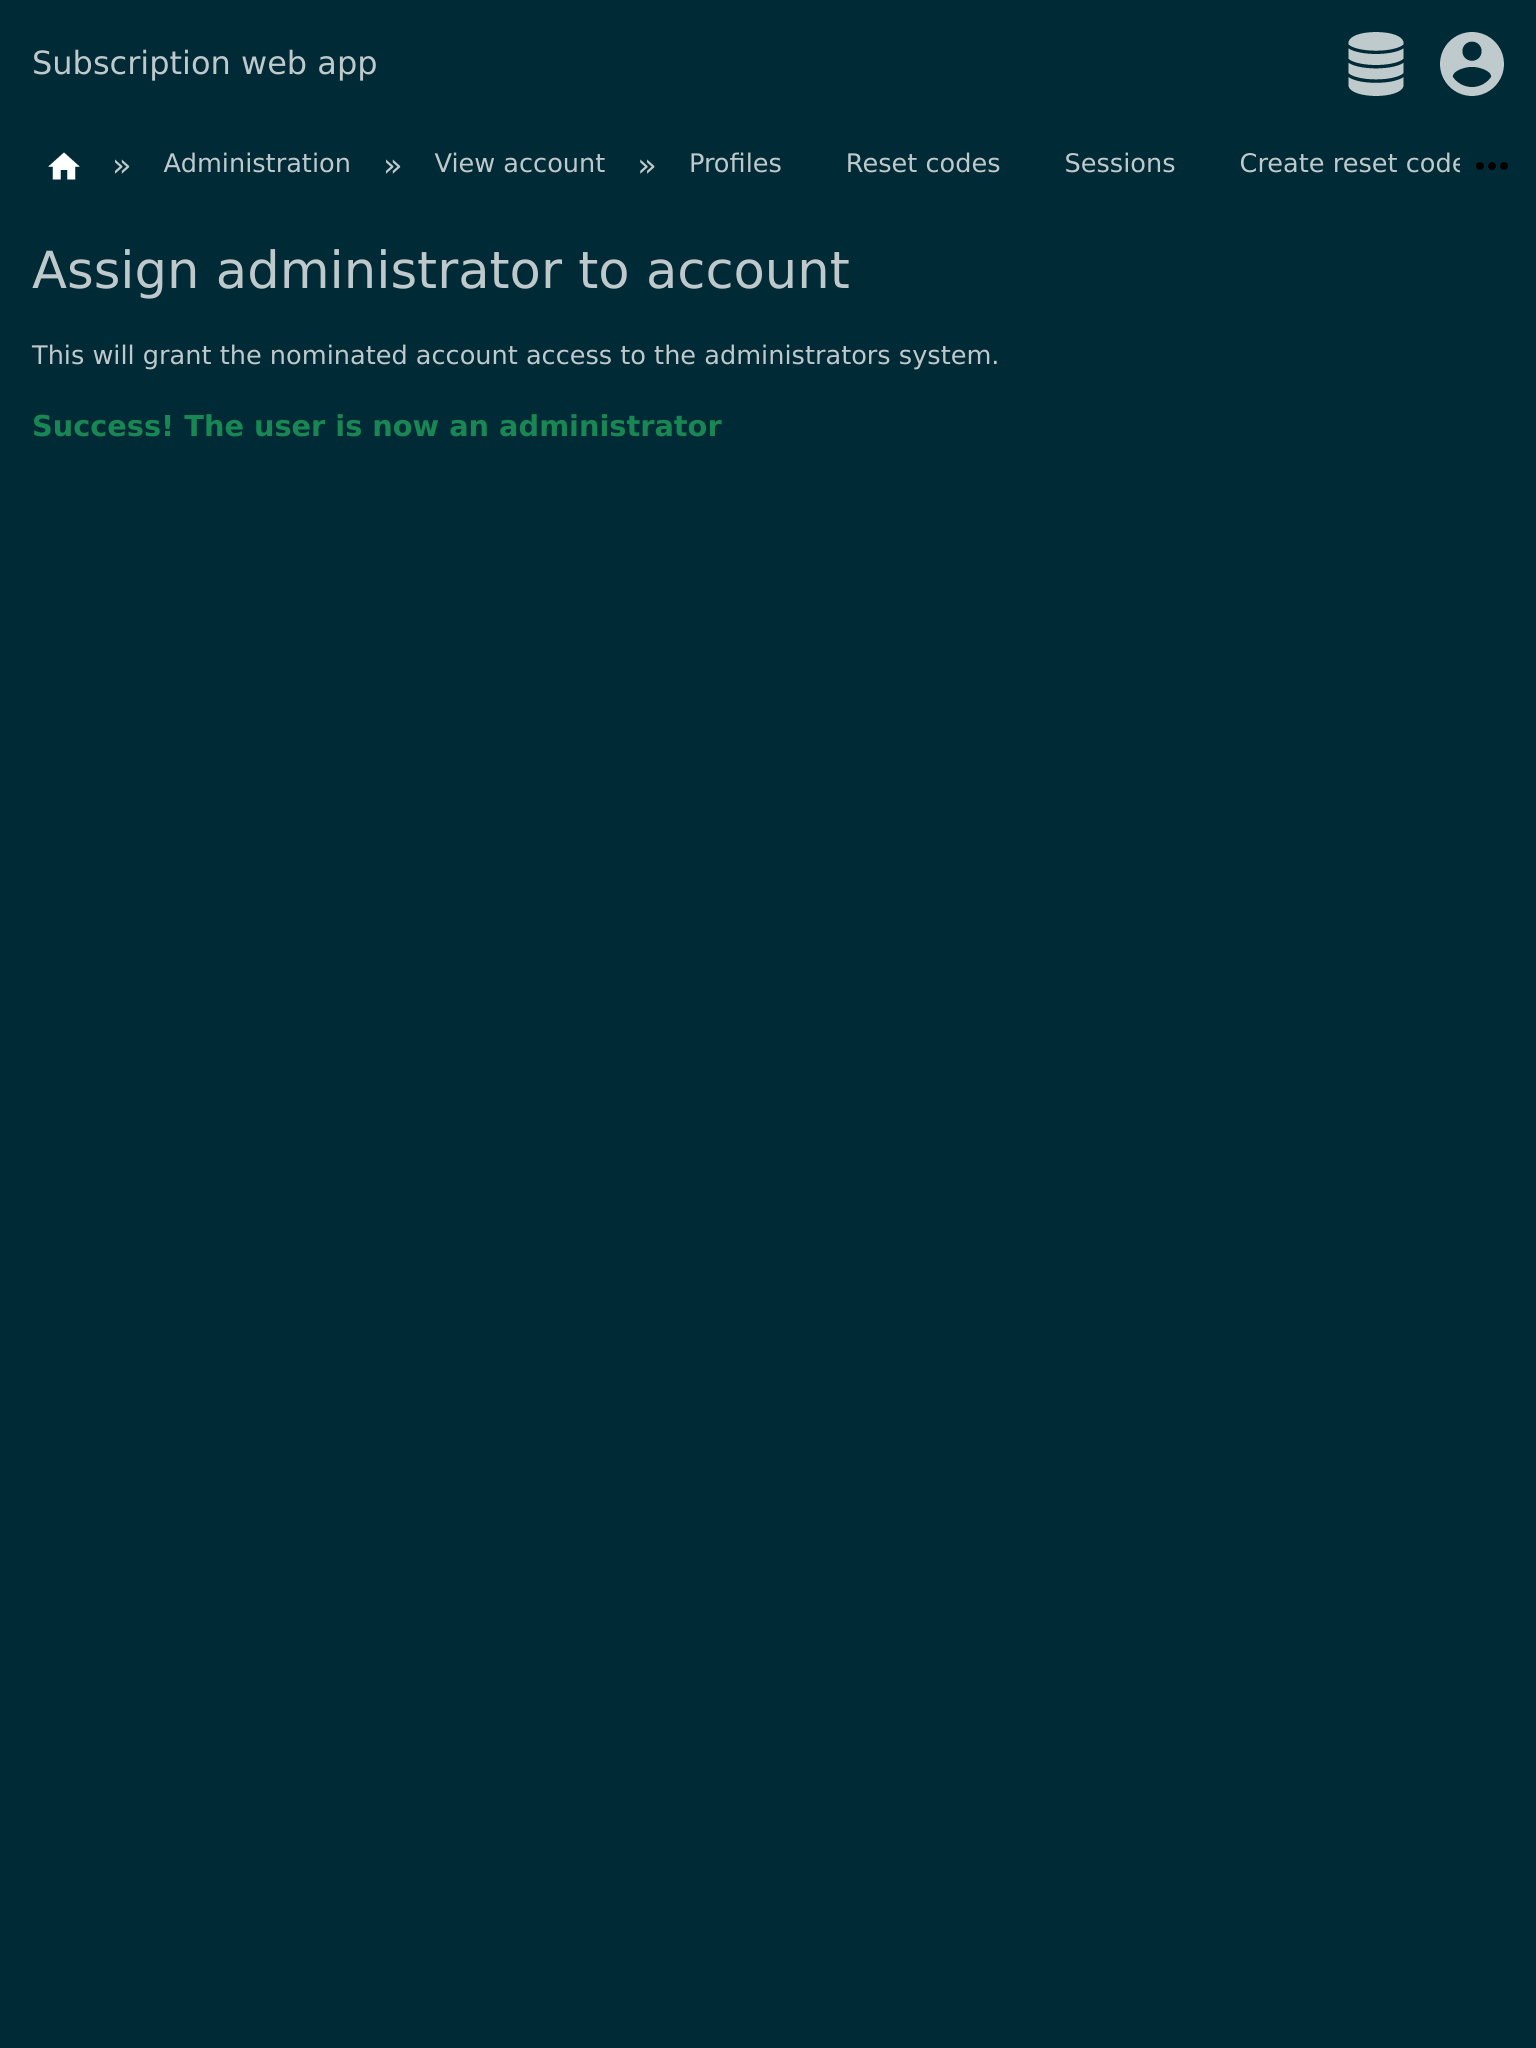 Subscription web app
» Administration » View account » Profiles Reset codes Sessions Create reset code
Assign administrator to account
This will grant the nominated account access to the administrators system.
Success! The user is now an administrator